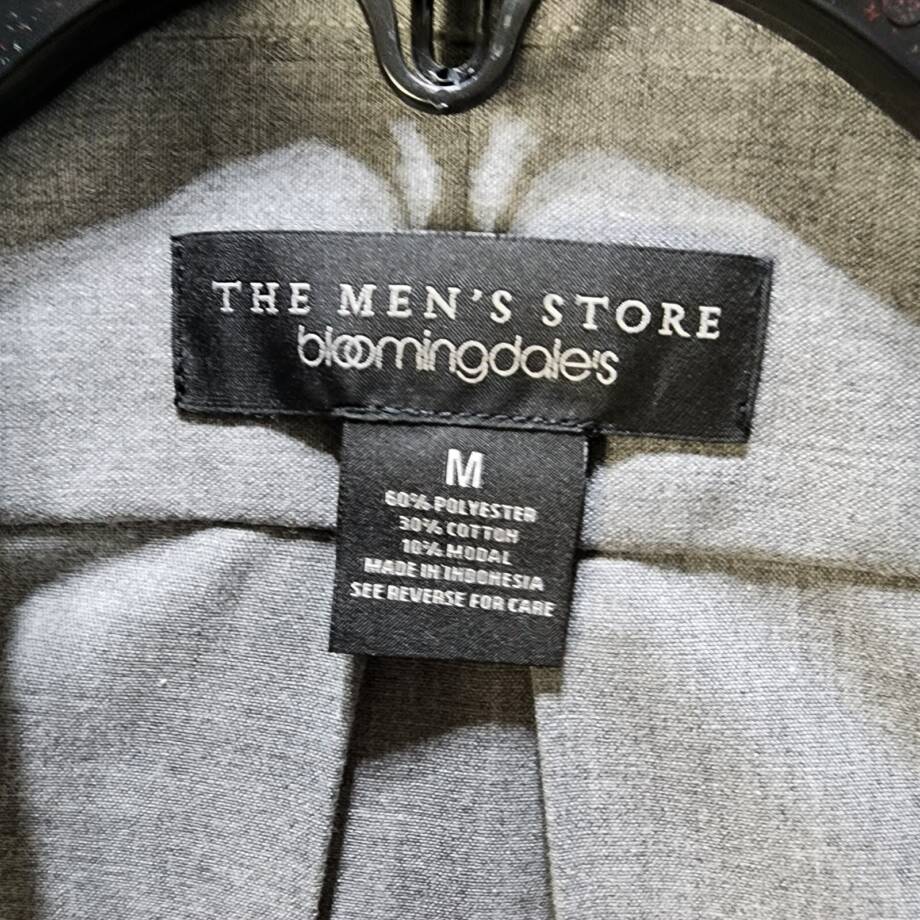 THE MEN'S STORE
bloomingdale's
M
60% POLYESTER
30% COTTON
10% MODAL
MADE IN INDONESIA
SEE REVERSE FOR CARE